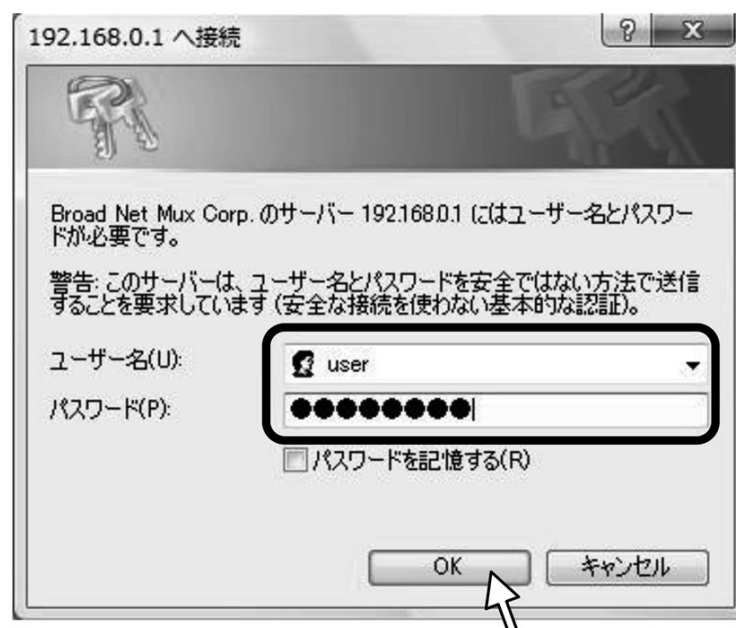 192.168.0.1 へ接続
Broad Net Mux Corp. のサーバー 192.168.0.1 にはユーザー名とパスワー
ドが必要です。
警告: このサーバーは、ユーザー名とパスワードを安全ではない方法で送信
することを要求しています (安全な接続を使わない基本的な認証)。
ユーザー名(U):
user
パスワード(P):
●●●●●●●●
パスワードを記憶する(R)
OK
キャンセル